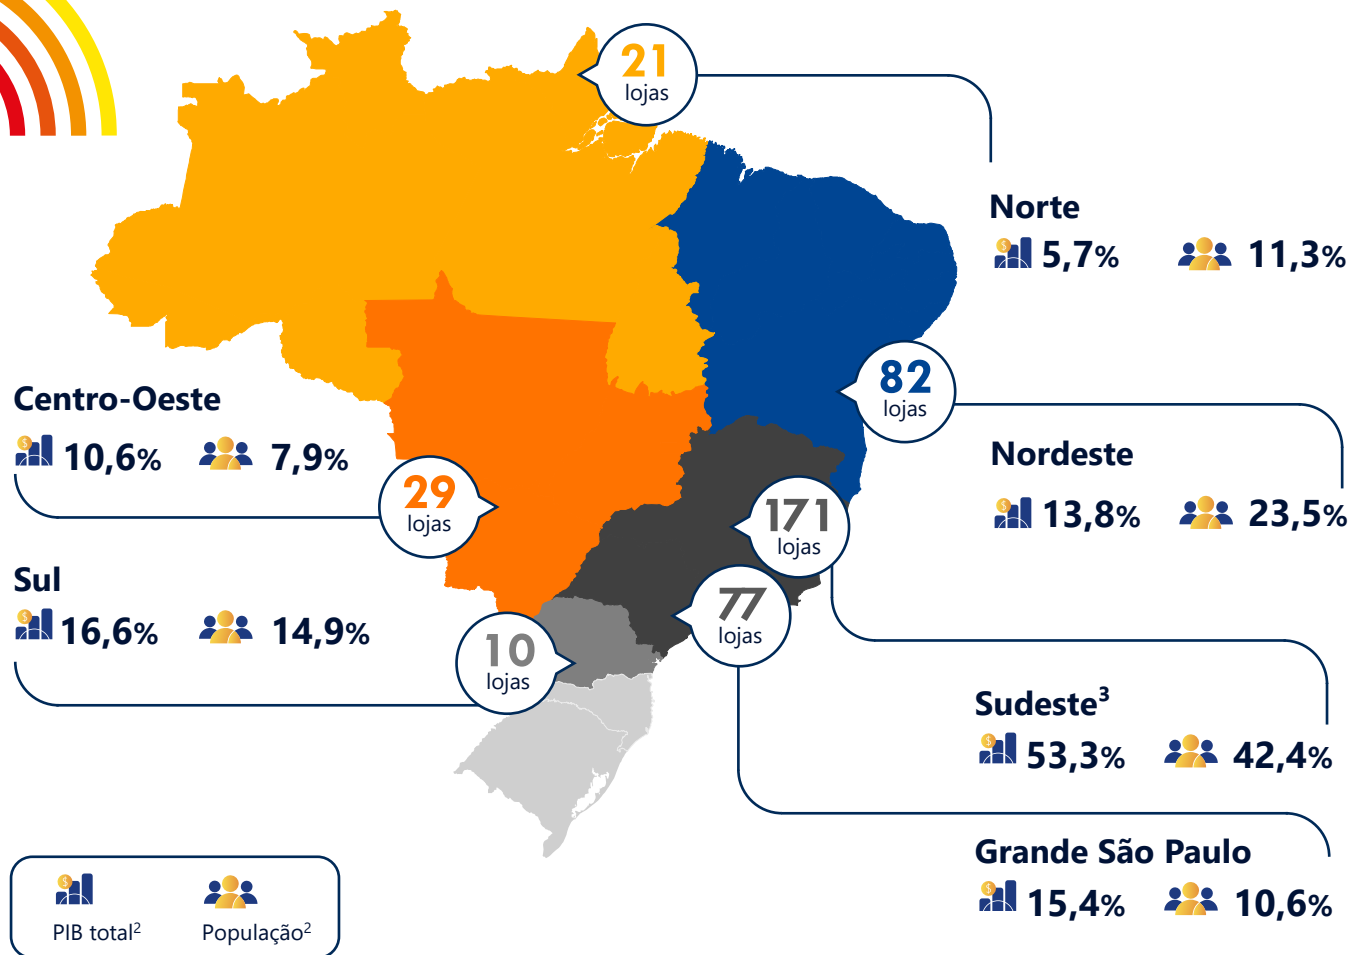 21
lojas
Norte
5,7%
11,3%
82
lojas
Nordeste
13,8%
23,5%
Centro-Oeste
10,6%
7,9%
29
lojas
171
lojas
77
lojas
Sul
16,6%
14,9%
10
lojas
Sudeste³
53,3%
42,4%
Grande São Paulo
15,4%
10,6%
PIB total²
População²